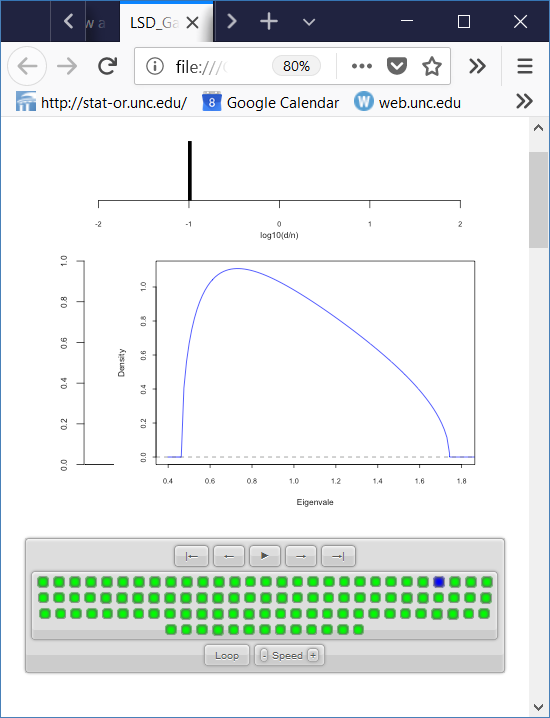 LSD_Ga
file:///
80%
http://stat-or.unc.edu/
8
Google Calendar
W
web.unc.edu
-2
-1
0
1
2
log10(d/n)
1.0
0.8
0.6
0.4
0.2
0.0
Density
1.0
0.8
0.6
0.4
0.2
0.0
0.4
0.6
0.8
1.0
1.2
1.4
1.6
1.8
Eigenvale
Loop
- Speed +